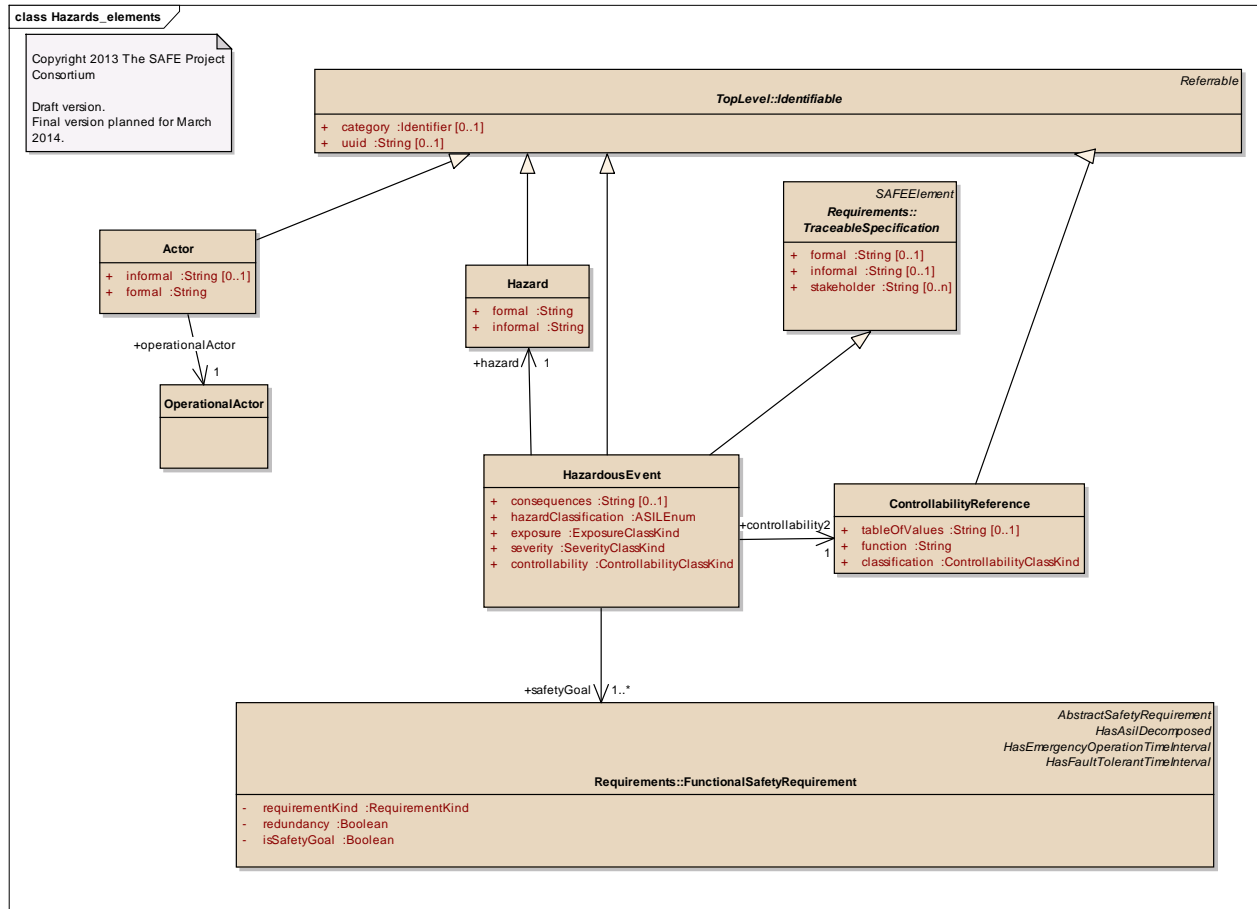 class Hazards_elements
Copyright 2013 The SAFE Project
Consortium
Draft version.
Final version planned for March
2014.
Referrable
TopLevel::Identifiable
+ category :Identifier [0..1]
+ uuid :String [0..1]
SAFEElement
Requirements::
TraceableSpecification
+ formal :String [0..1]
+ informal :String [0..1]
+ stakeholder :String [0..n]
Actor
+ informal :String [0..1]
+ formal :String
Hazard
+ formal :String
+ informal :String
+operationalActor
1
+hazard
1
OperationalActor
HazardousEvent
+ consequences :String [0..1]
+ hazardClassification :ASILEnum
+ exposure :ExposureClassKind
+ severity :SeverityClassKind
+ controllability :ControllabilityClassKind
+controllability2
1
ControllabilityReference
+ tableOfValues :String [0..1]
+ function :String
+ classification :ControllabilityClassKind
+safetyGoal
1..*
AbstractSafetyRequirement
HasAsilDecomposed
HasEmergencyOperationTimeInterval
HasFaultTolerantTimeInterval
Requirements::FunctionalSafetyRequirement
- requirementKind :RequirementKind
- redundancy :Boolean
- isSafetyGoal :Boolean